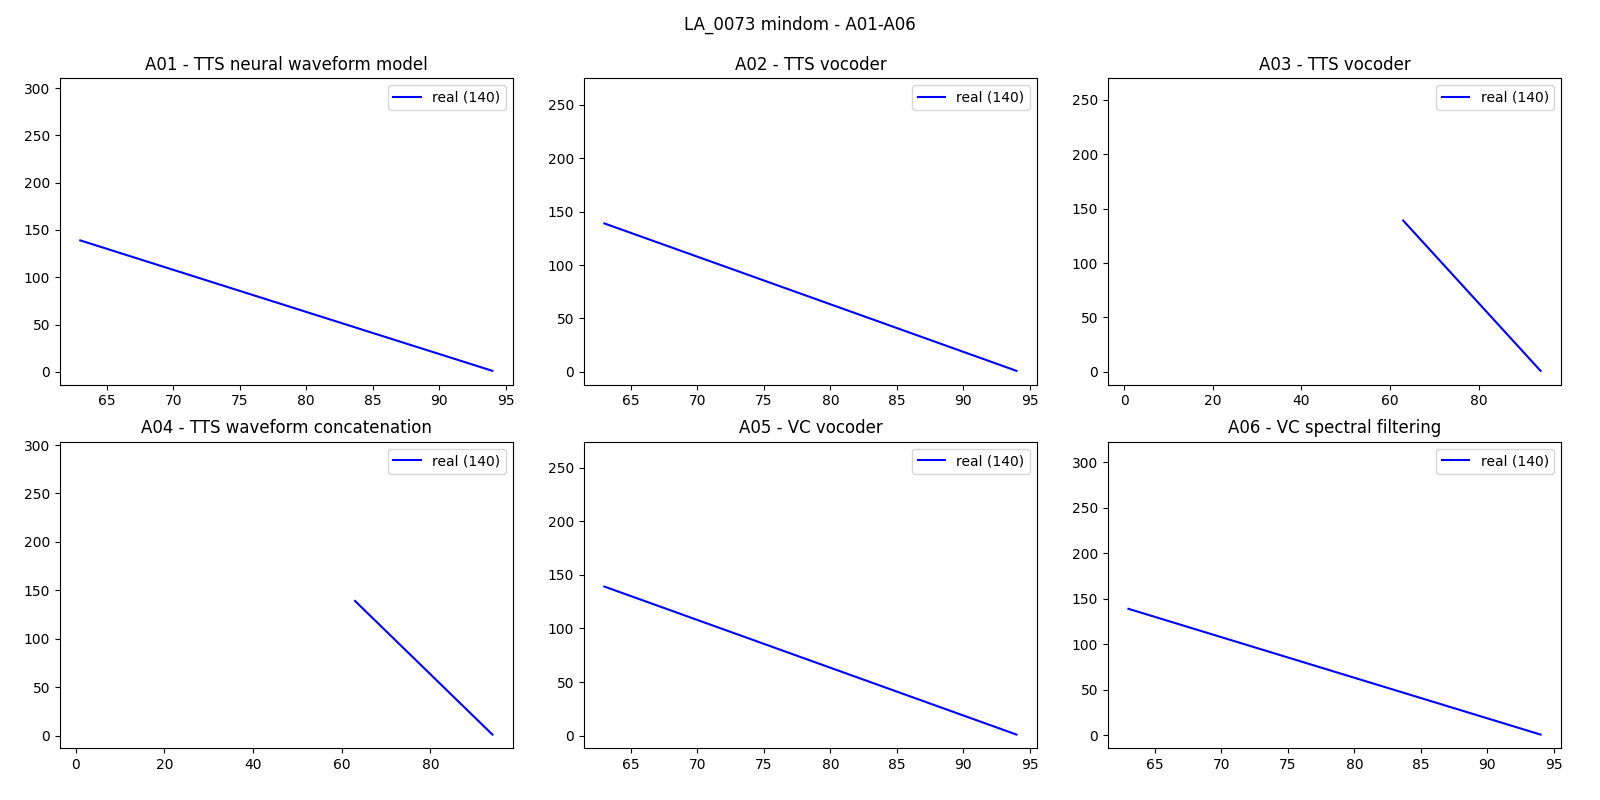 LA_0073 mindom - A01-A06
A01 - TTS neural waveform model
real (140)
300
250
200
150
100
50
0
65 70 75 80 85 90 95
A02 - TTS vocoder
real (140)
250
200
150
100
50
0
65 70 75 80 85 90 95
A03 - TTS vocoder
real (140)
250
200
150
100
50
0
0 20 40 60 80
A04 - TTS waveform concatenation
real (140)
300
250
200
150
100
50
0
0 20 40 60 80
A05 - VC vocoder
real (140)
250
200
150
100
50
0
65 70 75 80 85 90 95
A06 - VC spectral filtering
real (140)
300
250
200
150
100
50
0
65 70 75 80 85 90 95